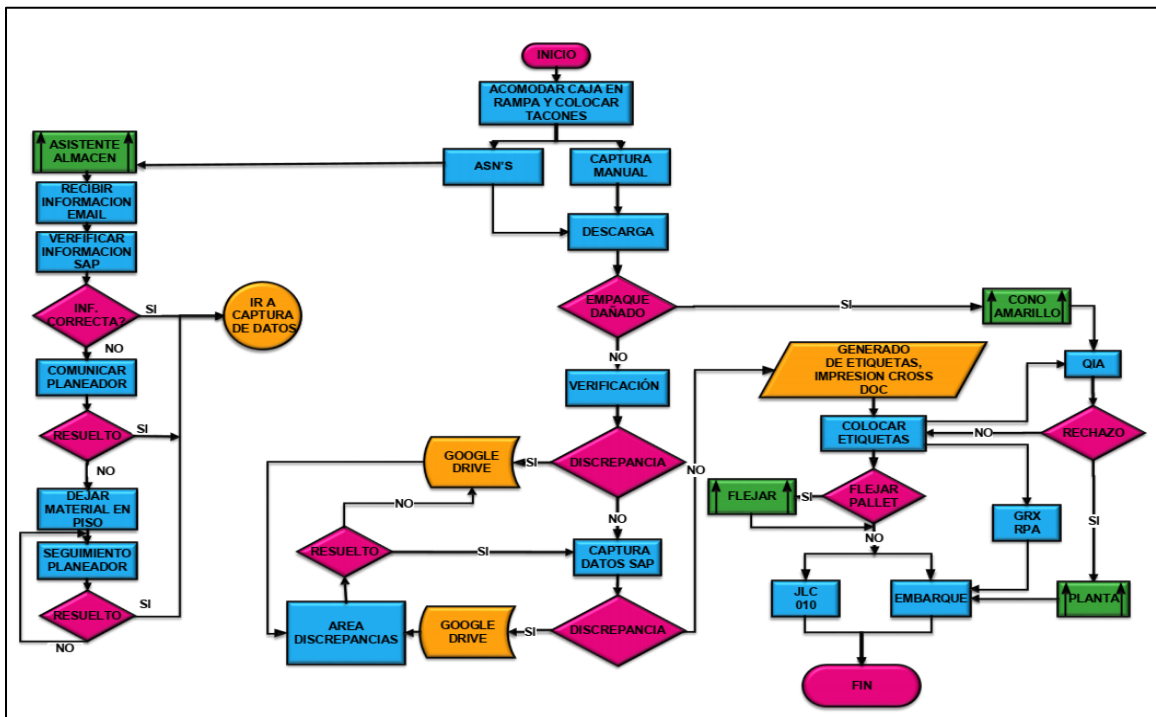 INICIO
ACOMODAR CAJA EN
RAMPA Y COLOCAR
TACONES
ASISTENTE
ALMACEN
ASN'S
CAPTURA
MANUAL
RECIBIR
INFORMACION
EMAIL
VERFIFICAR
INFORMACION
SAP
DESCARGA
INF.
CORRECTA?
SI
IR A
CAPTURA
DE DATOS
NO
EMPAQUE
DAÑADO
SI
CONO
AMARILLO
NO
COMUNICAR
PLANEADOR
VERIFICACIÓN
GENERADO
DE ETIQUETAS,
IMPRESION CROSS
DOC
QIA
RESUELTO
SI
NO
COLOCAR
ETIQUETAS
NO
RECHAZO
GOOGLE
DRIVE
SI
DISCREPANCIA
NO
DEJAR
MATERIAL EN
PISO
NO
NO
FLEJAR
SI
FLEJAR
PALLET
NO
GRX
RPA
SI
SEGUIMIENTO
PLANEADOR
RESUELTO
SI
CAPTURA
DATOS SAP
RESUELTO
SI
NO
AREA
DISCREPANCIAS
GOOGLE
DRIVE
SI
DISCREPANCIA
JLC
010
EMBARQUE
PLANTA
FIN